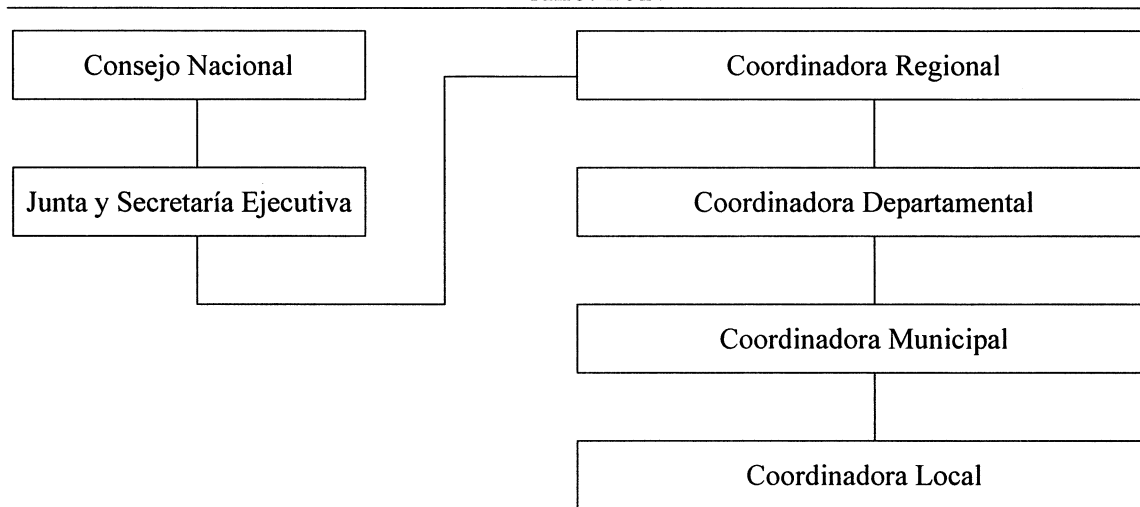 Consejo Nacional
Junta y Secretaría Ejecutiva
Coordinadora Regional
Coordinadora Departamental
Coordinadora Municipal
Coordinadora Local